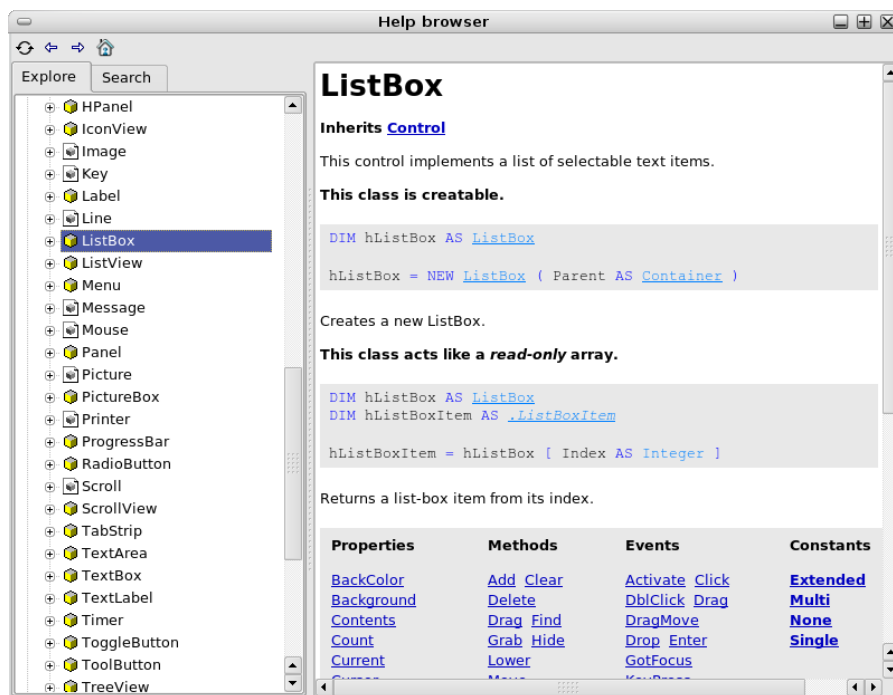 Help browser
Explore
Search
HPanel
IconView
Image
Key
Label
Line
ListBox
ListView
Menu
Message
Mouse
Panel
Picture
PictureBox
Printer
ProgressBar
RadioButton
Scroll
ScrollView
TabStrip
TextArea
TextBox
TextLabel
Timer
ToggleButton
ToolButton
TreeView
ListBox
Inherits Control
This control implements a list of selectable text items.
This class is creatable.
DIM hListBox AS ListBox
hListBox = NEW ListBox ( Parent AS Container )
Creates a new ListBox.
This class acts like a read-only array.
DIM hListBox AS ListBox
DIM hListBoxItem AS .ListBoxItem
hListBoxItem = hListBox [ Index AS Integer ]
Returns a list-box item from its index.
Properties Methods Events Constants
BackColor Add Clear Activate Click Extended
Background Delete DblClick Drag Multi
Contents Drag Find DragMove None
Count Grab Hide Drop Enter Single
Current Lower GotFocus